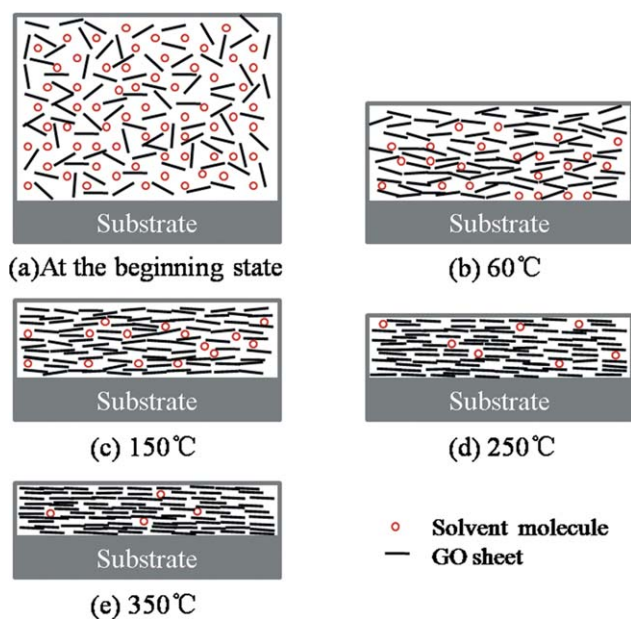 Substrate
(a)At the beginning state
Substrate
(b) 60℃
Substrate
(c) 150℃
Substrate
(d) 250℃
Substrate
(e) 350℃
Solvent molecule
GO sheet